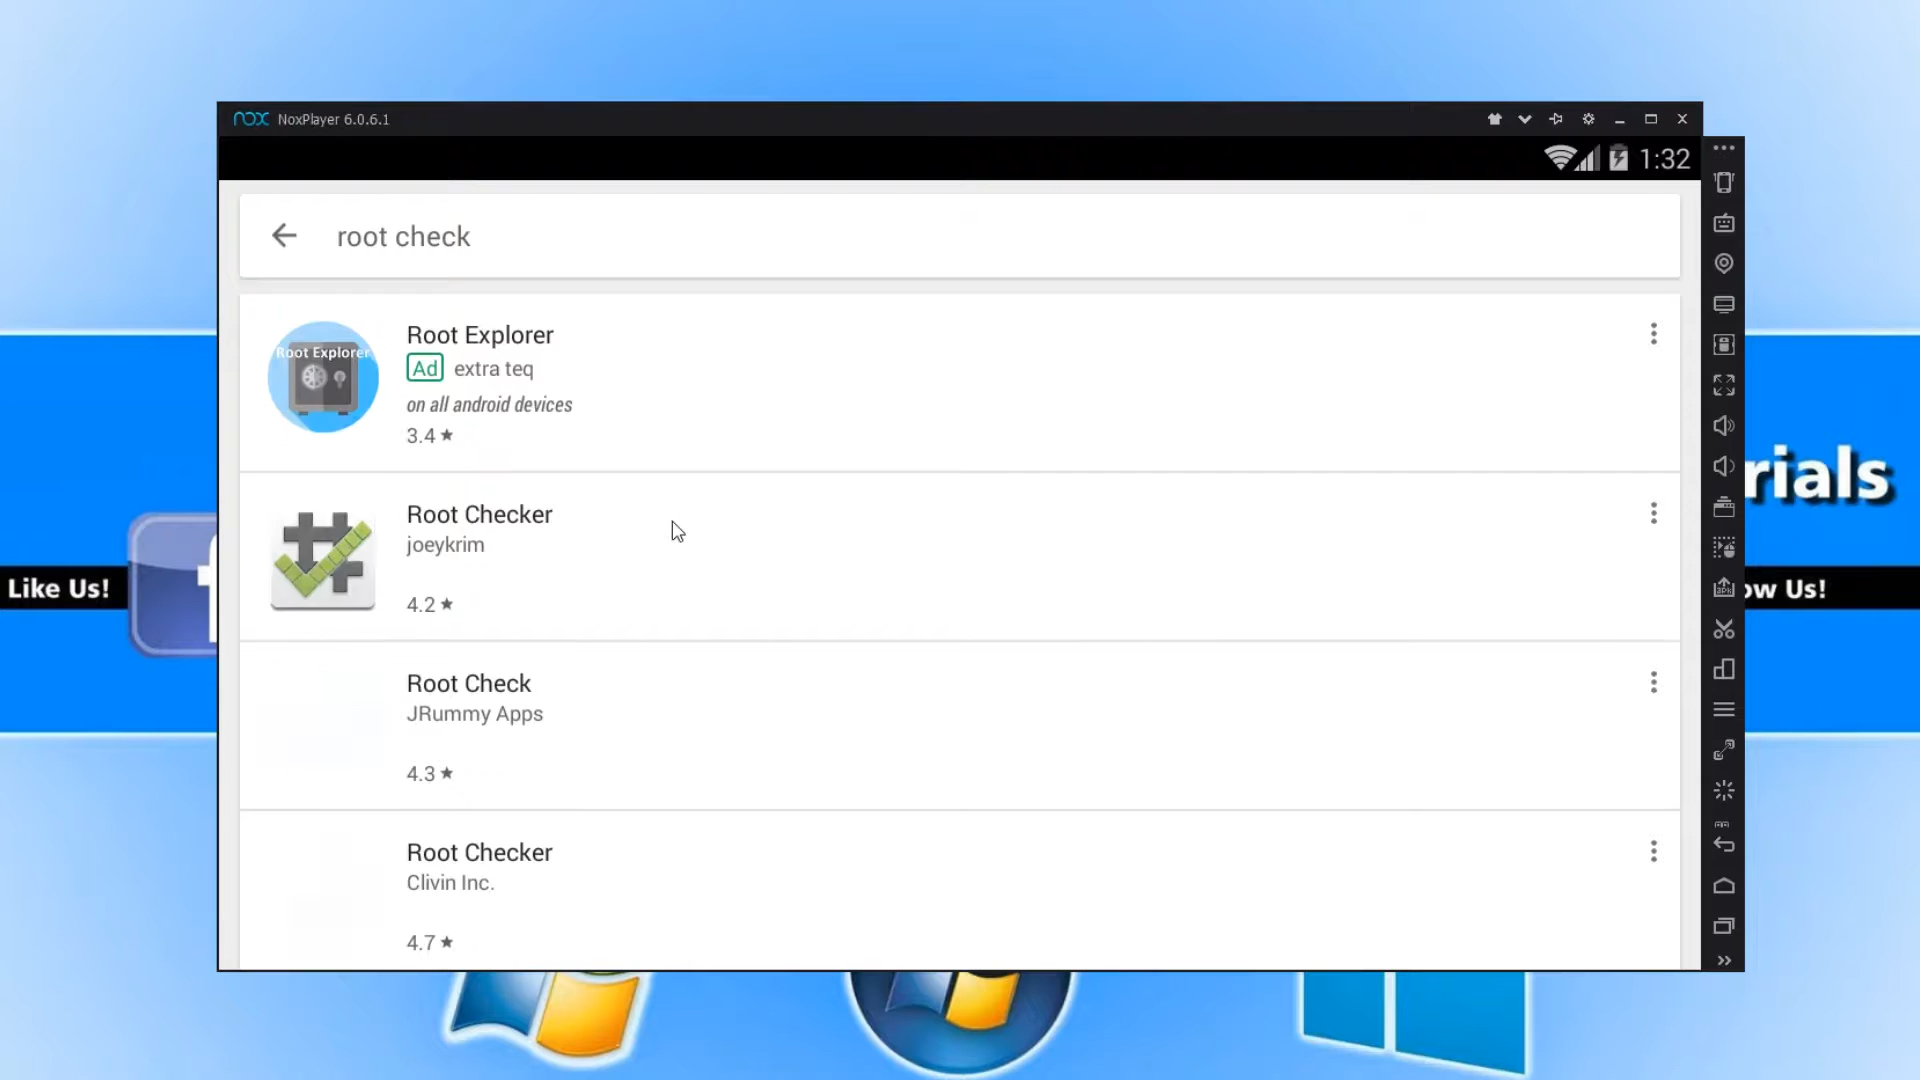 nox NoxPlayer 6.0.6.1
1:32
root check
Root Explorer
Root Explorer
Ad extra teq
on all android devices
3.4 ★
Root Checker
joeykrim
4.2 ★
Root Check
JRummy Apps
4.3 ★
Root Checker
Clivin Inc.
4.7 ★
rials
Like Us!
f
ow Us!